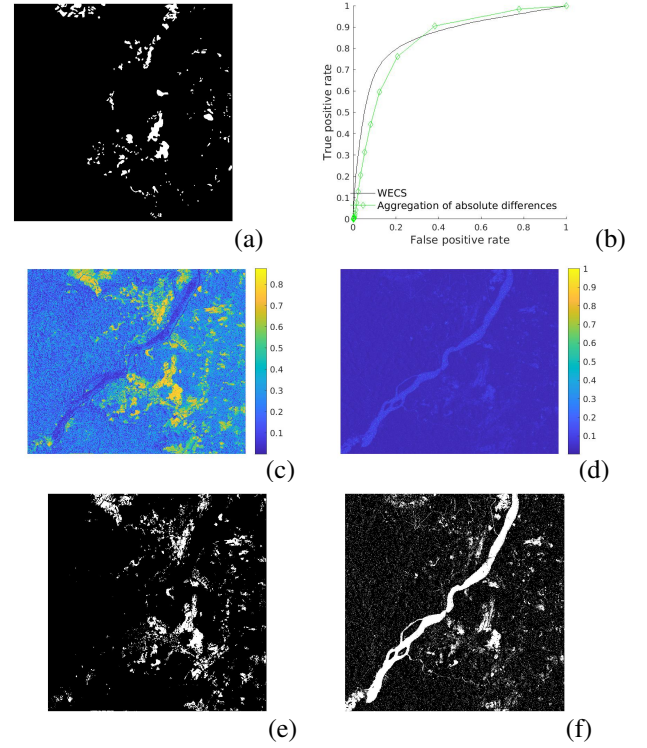 1
0.9
0.8
0.7
0.6
0.5
0.4
0.3
0.2
0.1
0
True positive rate
WECS
Aggregation of absolute differences
0 0.2 0.4 0.6 0.8 1
False positive rate
(a)
(b)
0.8
0.7
0.6
0.5
0.4
0.3
0.2
0.1
1
0.9
0.8
0.7
0.6
0.5
0.4
0.3
0.2
0.1
(c)
(d)
(e)
(f)